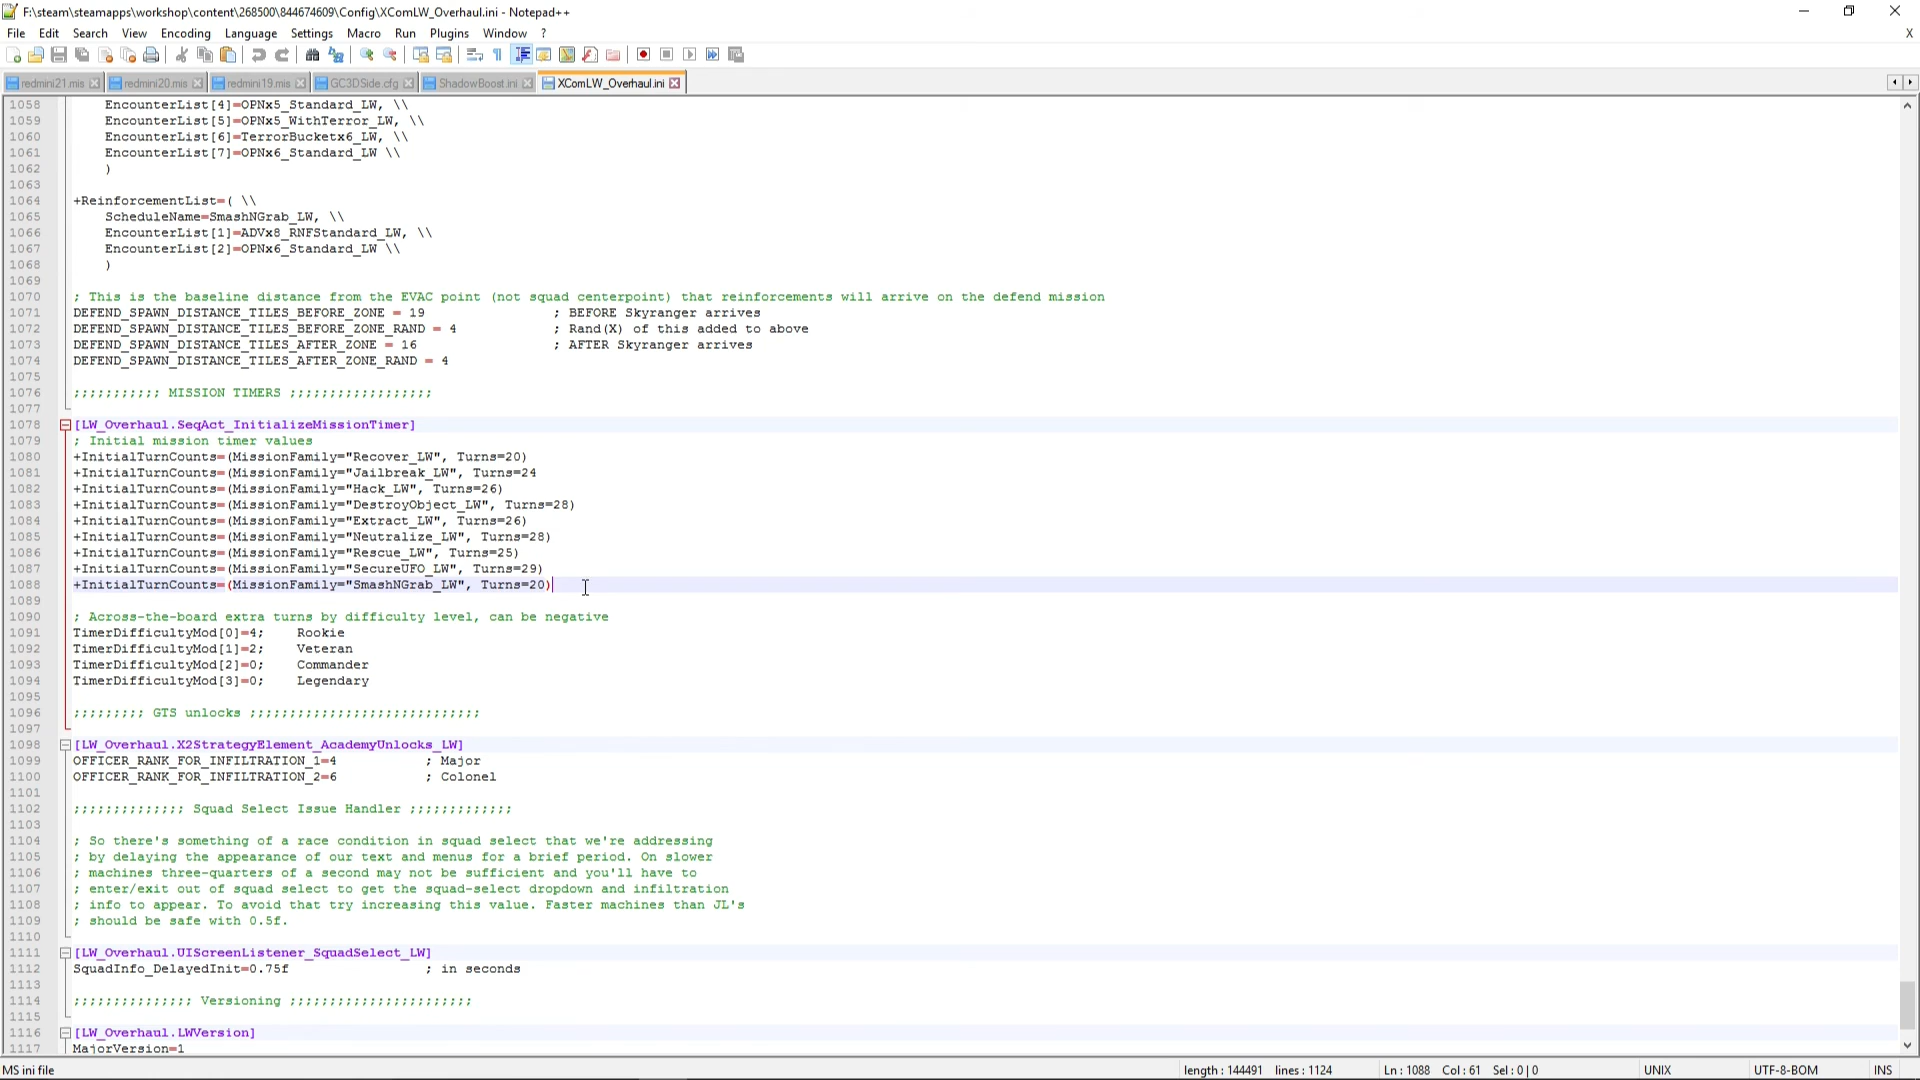 F:\steam\steamapps\workshop\content\268500\844674609\Config\XComLW_Overhaul.ini - Notepad++
File Edit Search View Encoding Language Settings Macro Run Plugins Window ? X
redmini21.mis redmini20.mis redmini19.mis GC3DSide.cfg ShadowBoost.ini XComLW_Overhaul.ini
1058 EncounterList[4]=OPNx5_Standard_LW, \\
1059 EncounterList[5]=OPNx5_WithTerror_LW, \\
1060 EncounterList[6]=TerrorBucketx6_LW, \\
1061 EncounterList[7]=OPNx6_Standard_LW \\
1062 )
1063
1064 +ReinforcementList=( \\
1065 ScheduleName=SmashNGrab_LW, \\
1066 EncounterList[1]=ADVx8_RNFStandard_LW, \\
1067 EncounterList[2]=OPNx6_Standard_LW \\
1068 )
1069
1070 ; This is the baseline distance from the EVAC point (not squad centerpoint) that reinforcements will arrive on the defend mission
1071 DEFEND_SPAWN_DISTANCE_TILES_BEFORE_ZONE = 19 ; BEFORE Skyranger arrives
1072 DEFEND_SPAWN_DISTANCE_TILES_BEFORE_ZONE_RAND = 4 ; Rand(X) of this added to above
1073 DEFEND_SPAWN_DISTANCE_TILES_AFTER_ZONE = 16 ; AFTER Skyranger arrives
1074 DEFEND_SPAWN_DISTANCE_TILES_AFTER_ZONE_RAND = 4
1075
1076 ;;;;;;;;;;; MISSION TIMERS ;;;;;;;;;;;;;;;;;;
1077
1078 [LW_Overhaul.SeqAct_InitializeMissionTimer]
1079 ; Initial mission timer values
1080 +InitialTurnCounts=(MissionFamily="Recover_LW", Turns=20)
1081 +InitialTurnCounts=(MissionFamily="Jailbreak_LW", Turns=24
1082 +InitialTurnCounts=(MissionFamily="Hack_LW", Turns=26)
1083 +InitialTurnCounts=(MissionFamily="DestroyObject_LW", Turns=28)
1084 +InitialTurnCounts=(MissionFamily="Extract_LW", Turns=26)
1085 +InitialTurnCounts=(MissionFamily="Neutralize_LW", Turns=28)
1086 +InitialTurnCounts=(MissionFamily="Rescue_LW", Turns=25)
1087 +InitialTurnCounts=(MissionFamily="SecureUFO_LW", Turns=29)
1088 +InitialTurnCounts=(MissionFamily="SmashNGrab_LW", Turns=20)
1089
1090 ; Across-the-board extra turns by difficulty level, can be negative
1091 TimerDifficultyMod[0]=4; Rookie
1092 TimerDifficultyMod[1]=2; Veteran
1093 TimerDifficultyMod[2]=0; Commander
1094 TimerDifficultyMod[3]=0; Legendary
1095
1096 ;;;;;;;;; GTS unlocks ;;;;;;;;;;;;;;;;;;;;;;;;;;;;;
1097
1098 [LW_Overhaul.X2StrategyElement_AcademyUnlocks_LW]
1099 OFFICER_RANK_FOR_INFILTRATION_1=4 ; Major
1100 OFFICER_RANK_FOR_INFILTRATION_2=6 ; Colonel
1101
1102 ;;;;;;;;;;;;;; Squad Select Issue Handler ;;;;;;;;;;;;;
1103
1104 ; So there's something of a race condition in squad select that we're addressing
1105 ; by delaying the appearance of our text and menus for a brief period. On slower
1106 ; machines three-quarters of a second may not be sufficient and you'll have to
1107 ; enter/exit out of squad select to get the squad-select dropdown and infiltration
1108 ; info to appear. To avoid that try increasing this value. Faster machines than JL's
1109 ; should be safe with 0.5f.
1110
1111 [LW_Overhaul.UIScreenListener_SquadSelect_LW]
1112 SquadInfo_DelayedInit=0.75f ; in seconds
1113
1114 ;;;;;;;;;;;;;;; Versioning ;;;;;;;;;;;;;;;;;;;;;;;
1115
1116 [LW_Overhaul.LWVersion]
1117 MajorVersion=1
MS ini file length : 144491 lines : 1124 Ln : 1088 Col : 61 Sel : 0 | 0 UNIX UTF-8-BOM INS